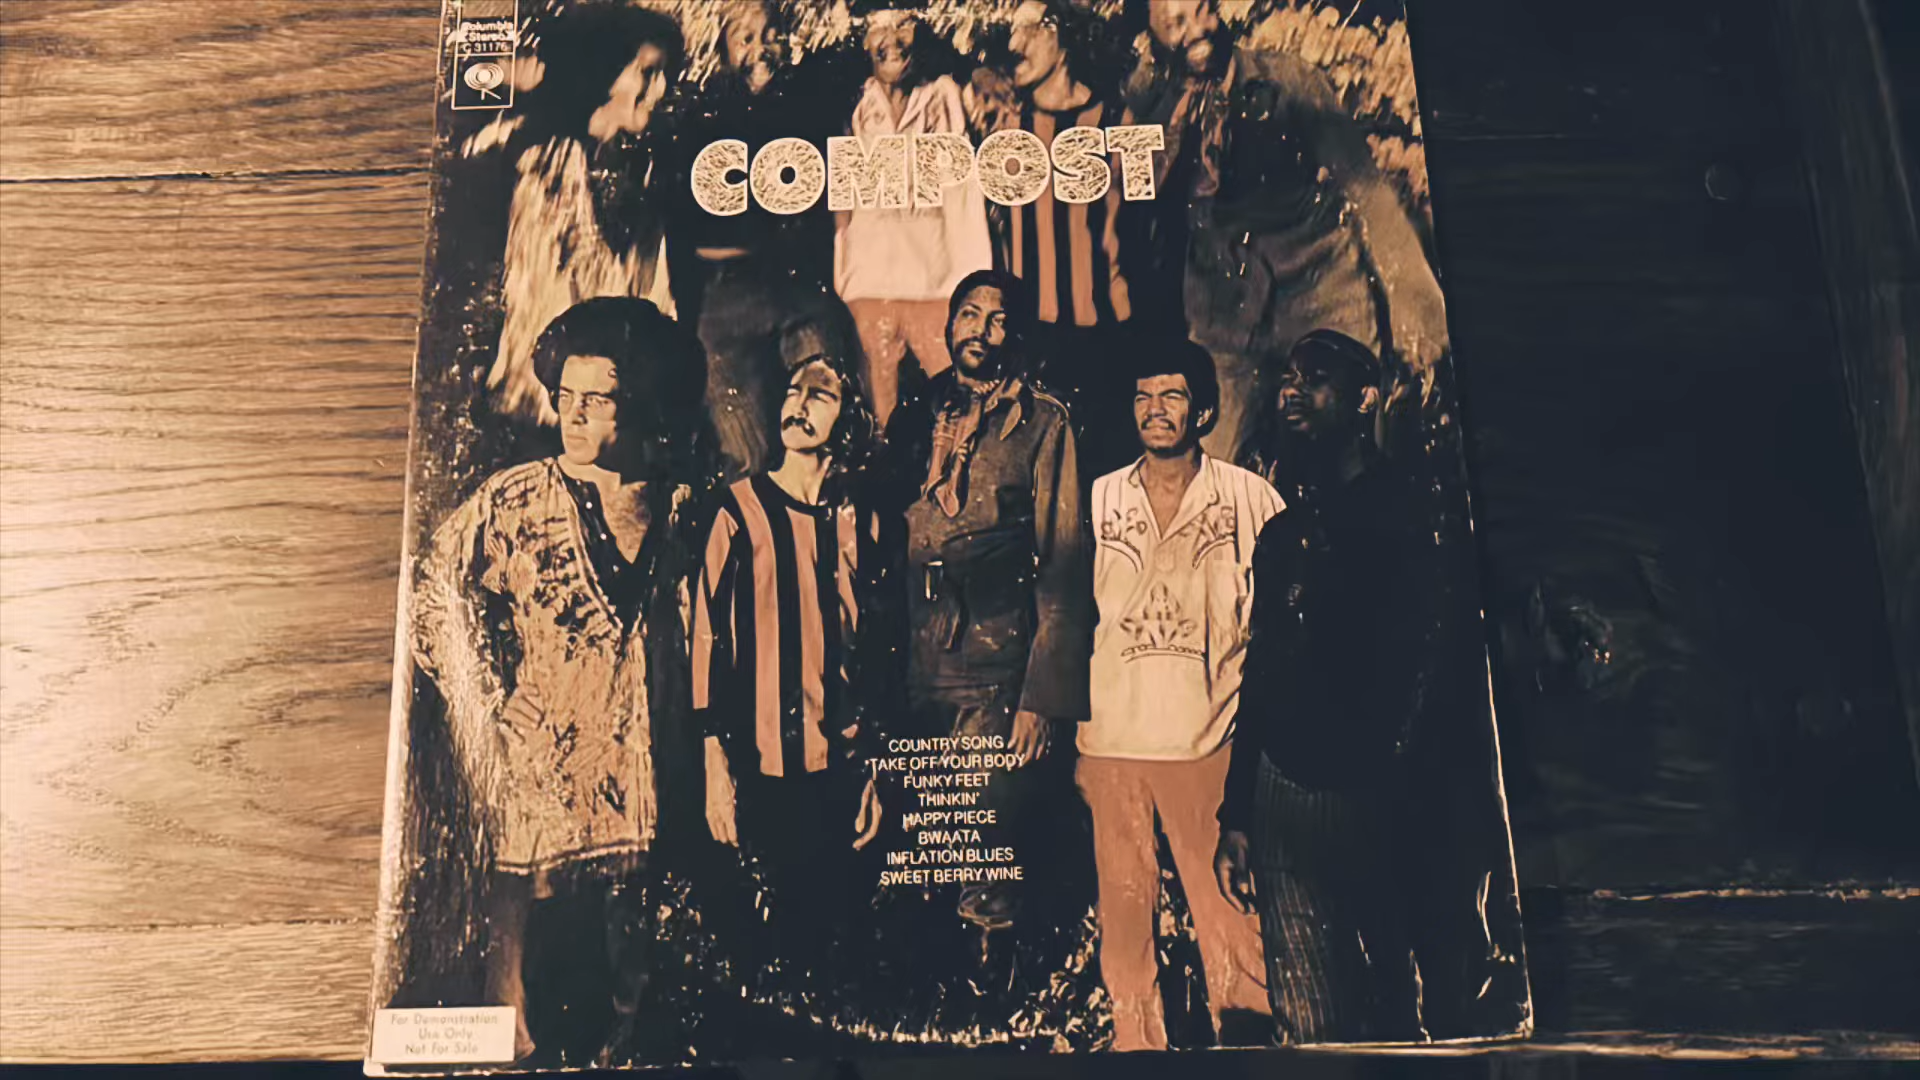 Columbia
Stereo
C 31176
COMPOST
COUNTRY SONG
TAKE OFF YOUR BODY
FUNKY FEET
THINKIN'
HAPPY PIECE
BWAATA
INFLATION BLUES
SWEET BERRY WINE
For Demonstration
Use Only
Not For Sale